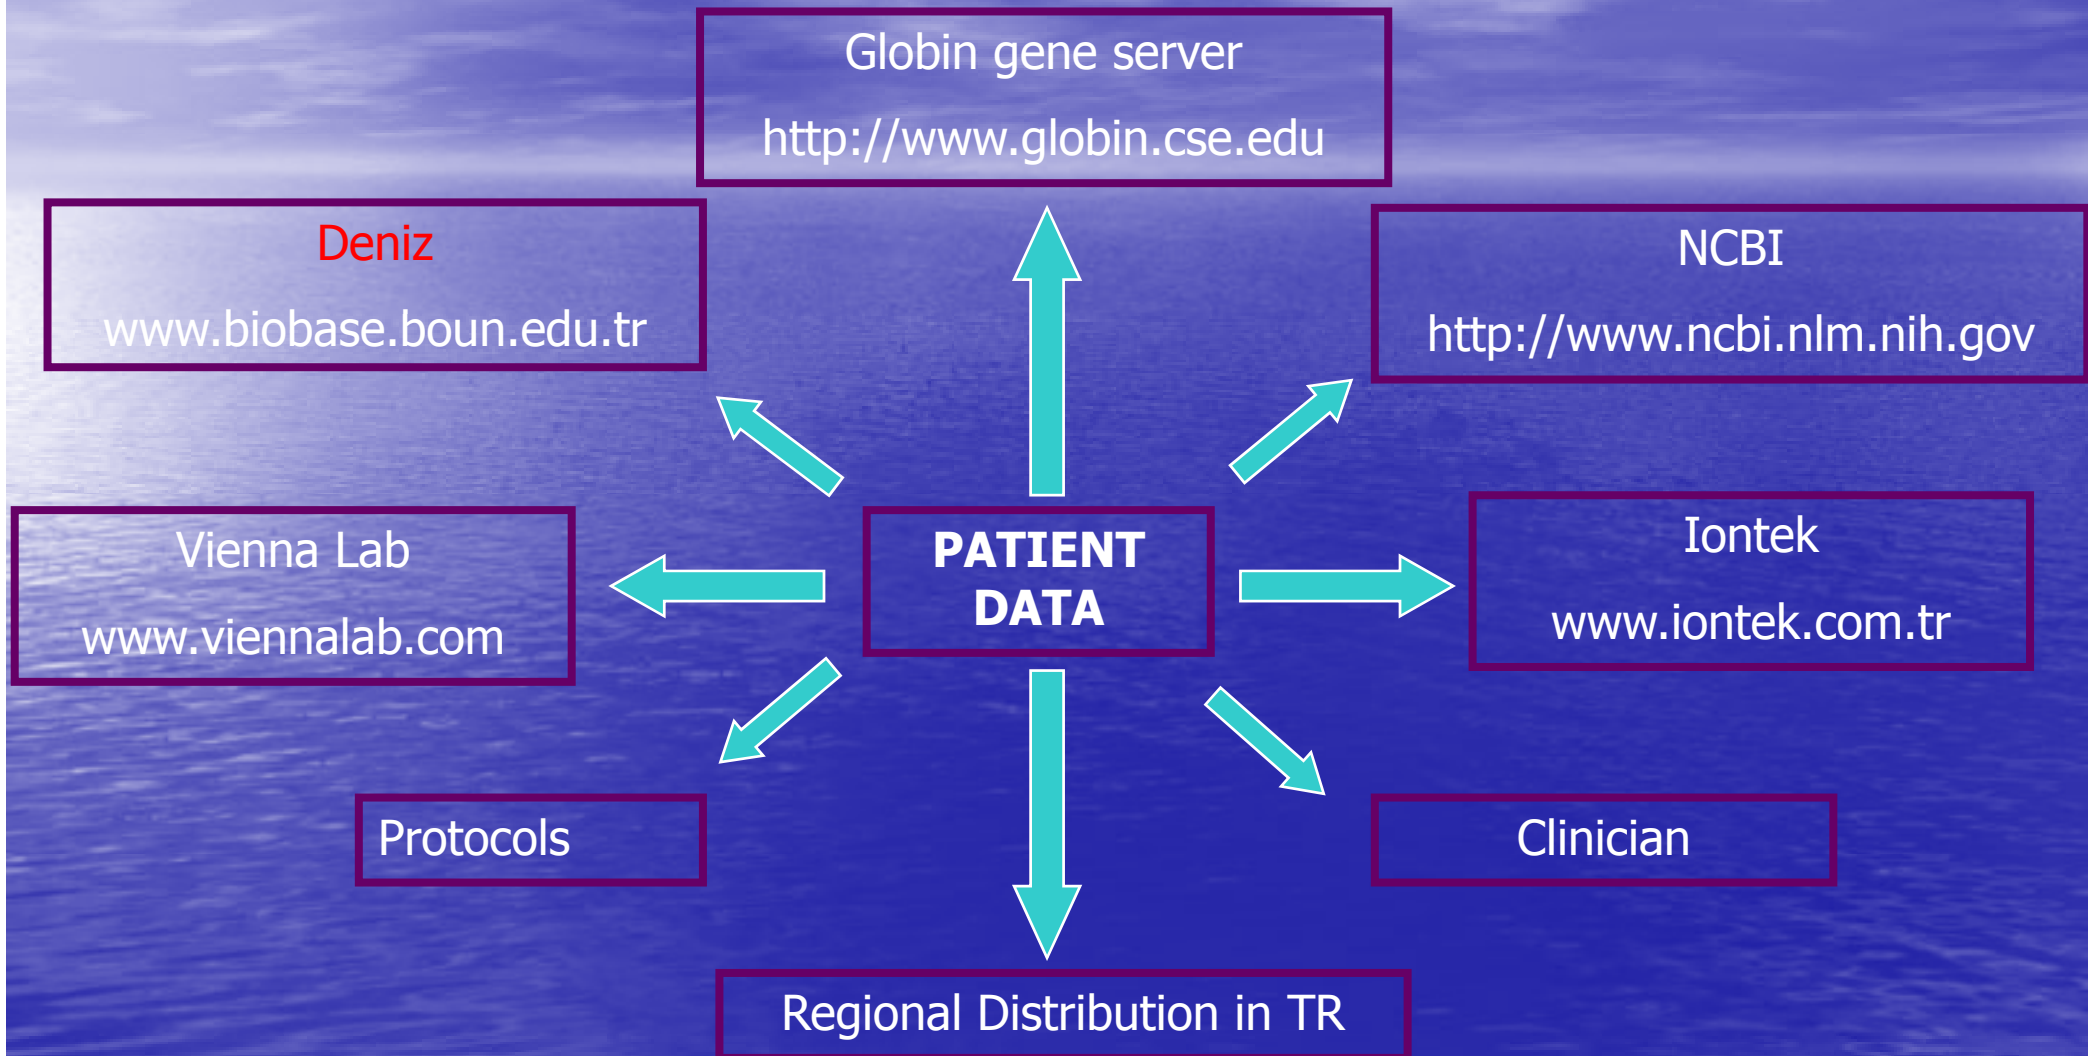 Globin gene server
http://www.globin.cse.edu
Deniz
www.biobase.boun.edu.tr
NCBI
http://www.ncbi.nlm.nih.gov
Vienna Lab
www.viennalab.com
PATIENT
DATA
Iontek
www.iontek.com.tr
Protocols
Clinician
Regional Distribution in TR